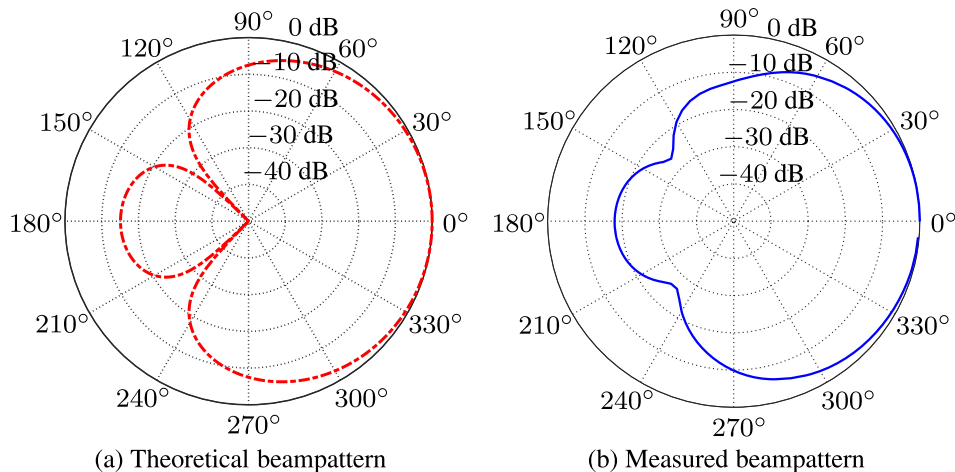 90° 0 dB
120° 60°
−10 dB
150° −20 dB 30°
−30 dB
−40 dB
180° 0°
210° 330°
240° 300°
270°
(a) Theoretical beampattern
90° 0 dB
120° 60°
−10 dB
150° −20 dB 30°
−30 dB
−40 dB
180° 0°
210° 330°
240° 300°
270°
(b) Measured beampattern